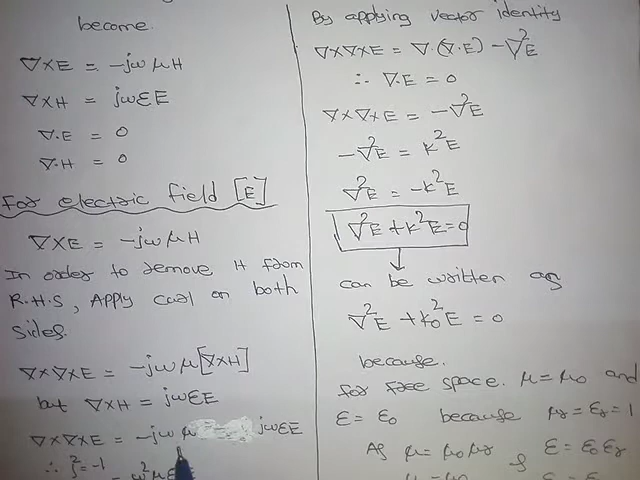 become.
∇×E = -jωμH
∇×H = jωεE
∇·E = 0
∇·H = 0
For electric field [E]
∇×E = -jωμH
In order to remove H from
R.H.S, Apply curl on both
sides.
∇×∇×E = -jωμ[∇×H]
but ∇×H = jωεE
∇×∇×E = -jωμ jωεE
∴ j² = -1
= ω²με
By applying vector identity
∇×∇×E = ∇·(∇·E) - ∇²E
∴ ∇·E = 0
∇×∇×E = -∇²E
-∇²E = k²E
∇²E = -k²E
∇²E + k²E = 0
can be written as
∇²E + k₀²E = 0
because.
for free space. μ = μ₀ and
ε = ε₀ because μr = εr = 1
As μ = μ₀μr & ε = ε₀εr
μ = μ₀ ε = ε